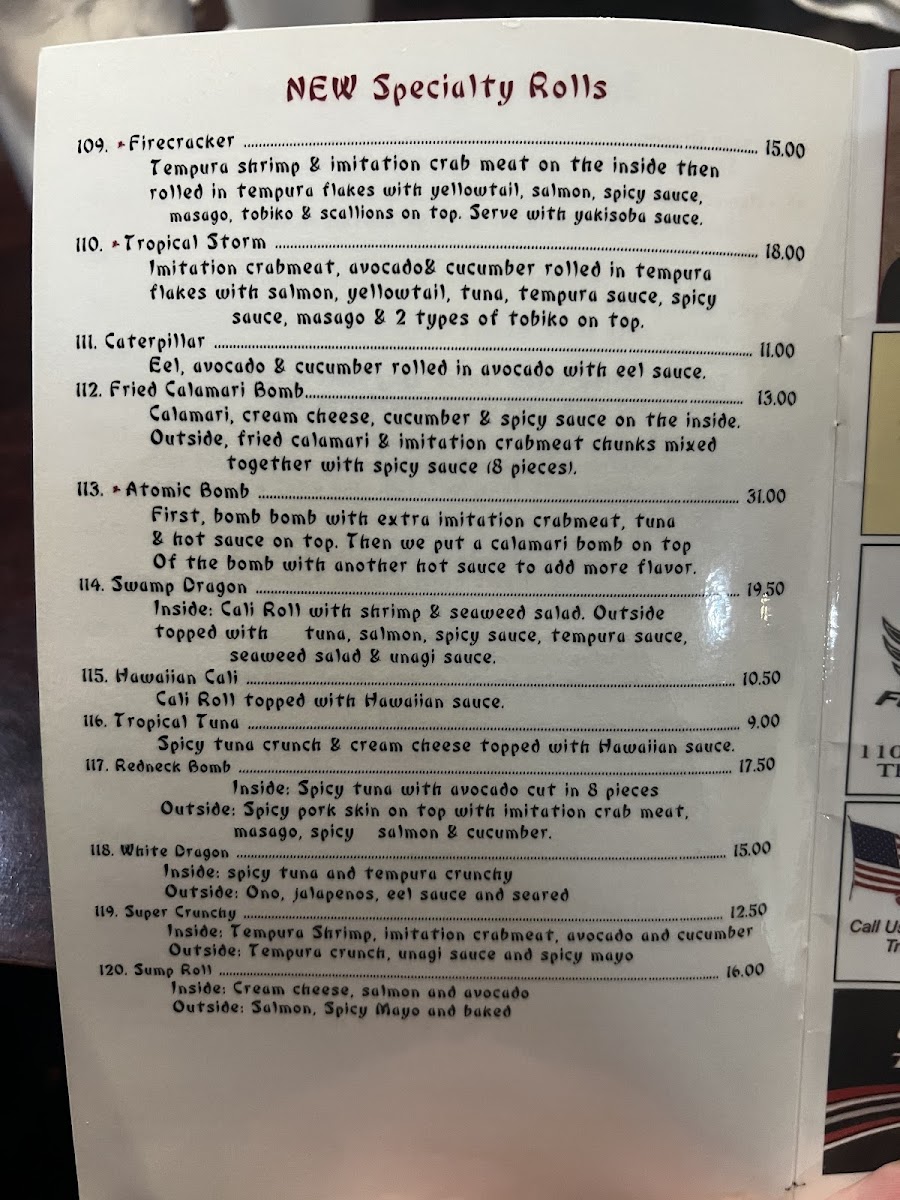 NEW Specialty Rolls
109. Firecracker 15.00
Tempura shrimp & imitation crab meat on the inside then
rolled in tempura flakes with yellowtail, salmon, spicy sauce,
masago, tobiko & scallions on top. Serve with yakisoba sauce.
110. Tropical Storm 18.00
Imitation crabmeat, avocado& cucumber rolled in tempura
flakes with salmon, yellowtail, tuna, tempura sauce, spicy
sauce, masago & 2 types of tobiko on top.
111. Caterpillar 11.00
Eel, avocado & cucumber rolled in avocado with eel sauce.
112. Fried Calamari Bomb 13.00
Calamari, cream cheese, cucumber & spicy sauce on the inside.
Outside, fried calamari & imitation crabmeat chunks mixed
together with spicy sauce (8 pieces).
113. Atomic Bomb 31.00
First, bomb bomb with extra imitation crabmeat, tuna
& hot sauce on top. Then we put a calamari bomb on top
Of the bomb with another hot sauce to add more flavor.
114. Swamp Dragon 19.50
Inside: Cali Roll with shrimp & seaweed salad. Outside
topped with tuna, salmon, spicy sauce, tempura sauce,
seaweed salad & unagi sauce.
115. Hawaiian Cali 10.50
Cali Roll topped with Hawaiian sauce.
116. Tropical Tuna 9.00
Spicy tuna crunch & cream cheese topped with Hawaiian sauce.
117. Redneck Bomb 17.50
Inside: Spicy tuna with avocado cut in 8 pieces
Outside: Spicy pork skin on top with imitation crab meat,
masago, spicy salmon & cucumber.
118. White Dragon 15.00
Inside: spicy tuna and tempura crunchy
Outside: Ono, jalapenos, eel sauce and seared
119. Super Crunchy 12.50
Inside: Tempura Shrimp, imitation crabmeat, avocado and cucumber
Outside: Tempura crunch, unagi sauce and spicy mayo
120. Sump Roll 16.00
Inside: Cream cheese, salmon and avocado
Outside: Salmon, Spicy Mayo and baked
110
Call Us